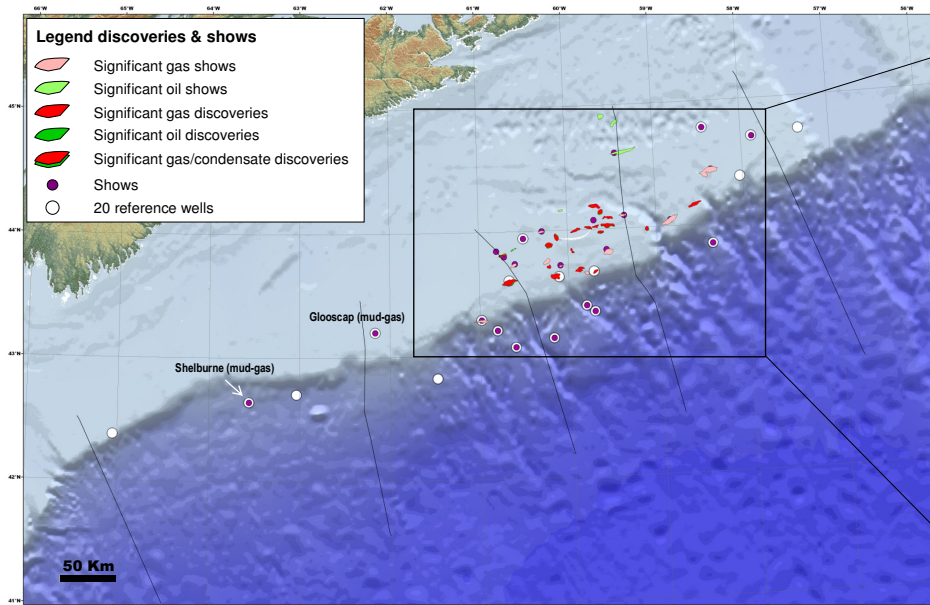 66°W 65°W 64°W 63°W 62°W 61°W 60°W 59°W 58°W 57°W 56°W
Legend discoveries & shows
Significant gas shows
Significant oil shows
Significant gas discoveries
Significant oil discoveries
Significant gas/condensate discoveries
Shows
20 reference wells
45°N
44°N
Glooscap (mud-gas)
43°N
Shelburne (mud-gas)
42°N
50 Km
41°N